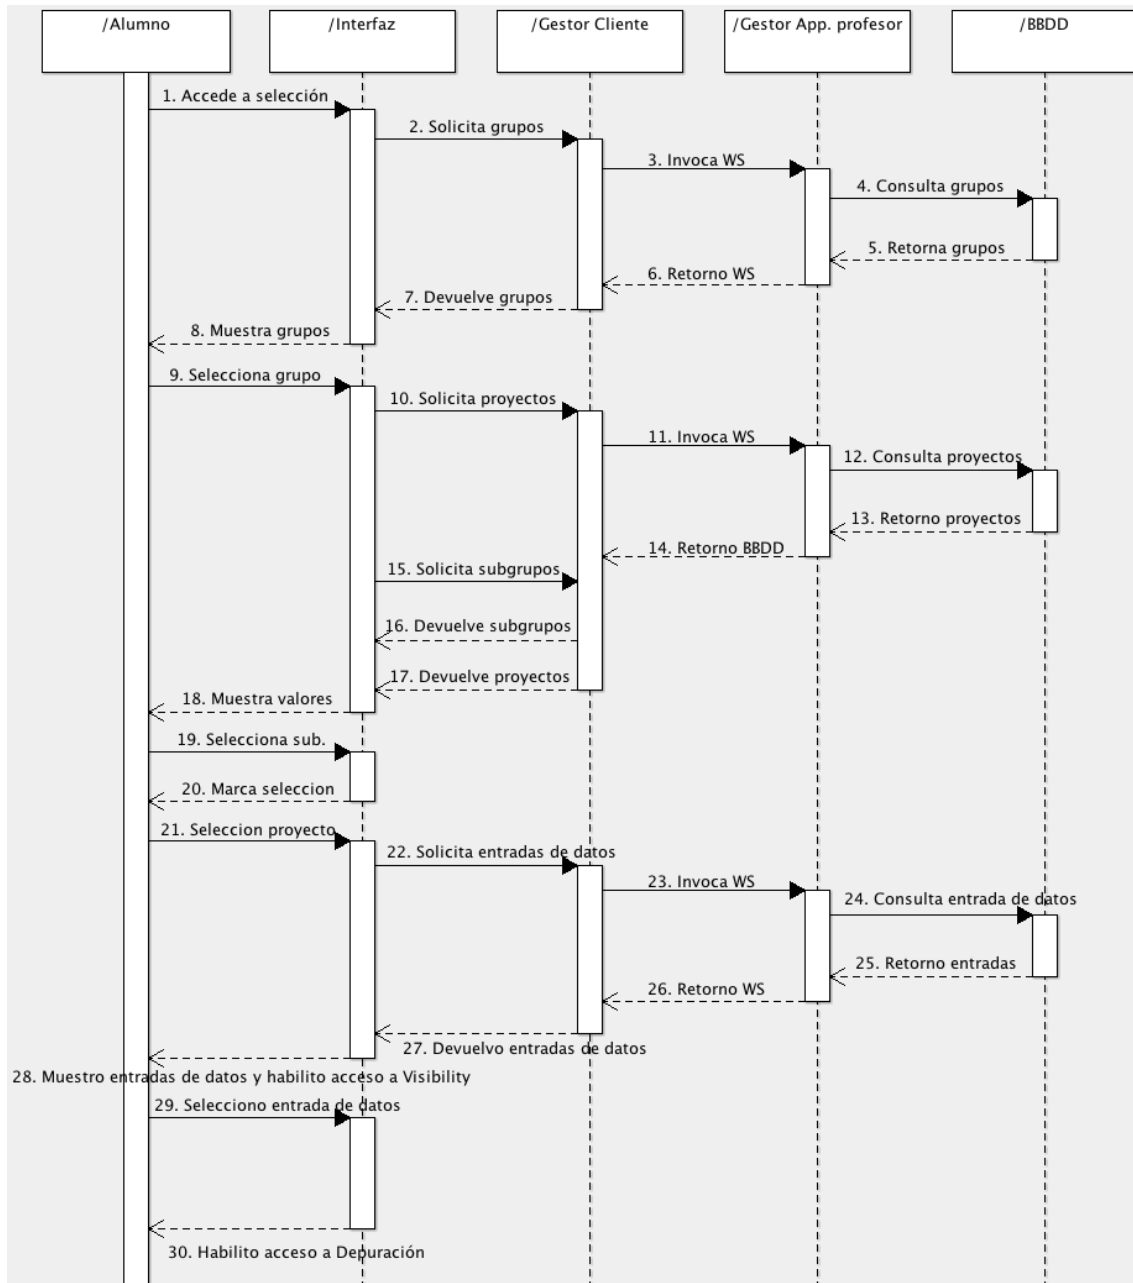 /Alumno
/Interfaz
/Gestor Cliente
/Gestor App. profesor
/BBDD
1. Accede a selección
2. Solicita grupos
3. Invoca WS
4. Consulta grupos
5. Retorna grupos
6. Retorno WS
7. Devuelve grupos
8. Muestra grupos
9. Selecciona grupo
10. Solicita proyectos
11. Invoca WS
12. Consulta proyectos
13. Retorno proyectos
14. Retorno BBDD
15. Solicita subgrupos
16. Devuelve subgrupos
17. Devuelve proyectos
18. Muestra valores
19. Selecciona sub.
20. Marca seleccion
21. Seleccion proyecto
22. Solicita entradas de datos
23. Invoca WS
24. Consulta entrada de datos
25. Retorno entradas
26. Retorno WS
27. Devuelvo entradas de datos
28. Muestro entradas de datos y habilito acceso a Visibility
29. Selecciono entrada de datos
30. Habilito acceso a Depuración